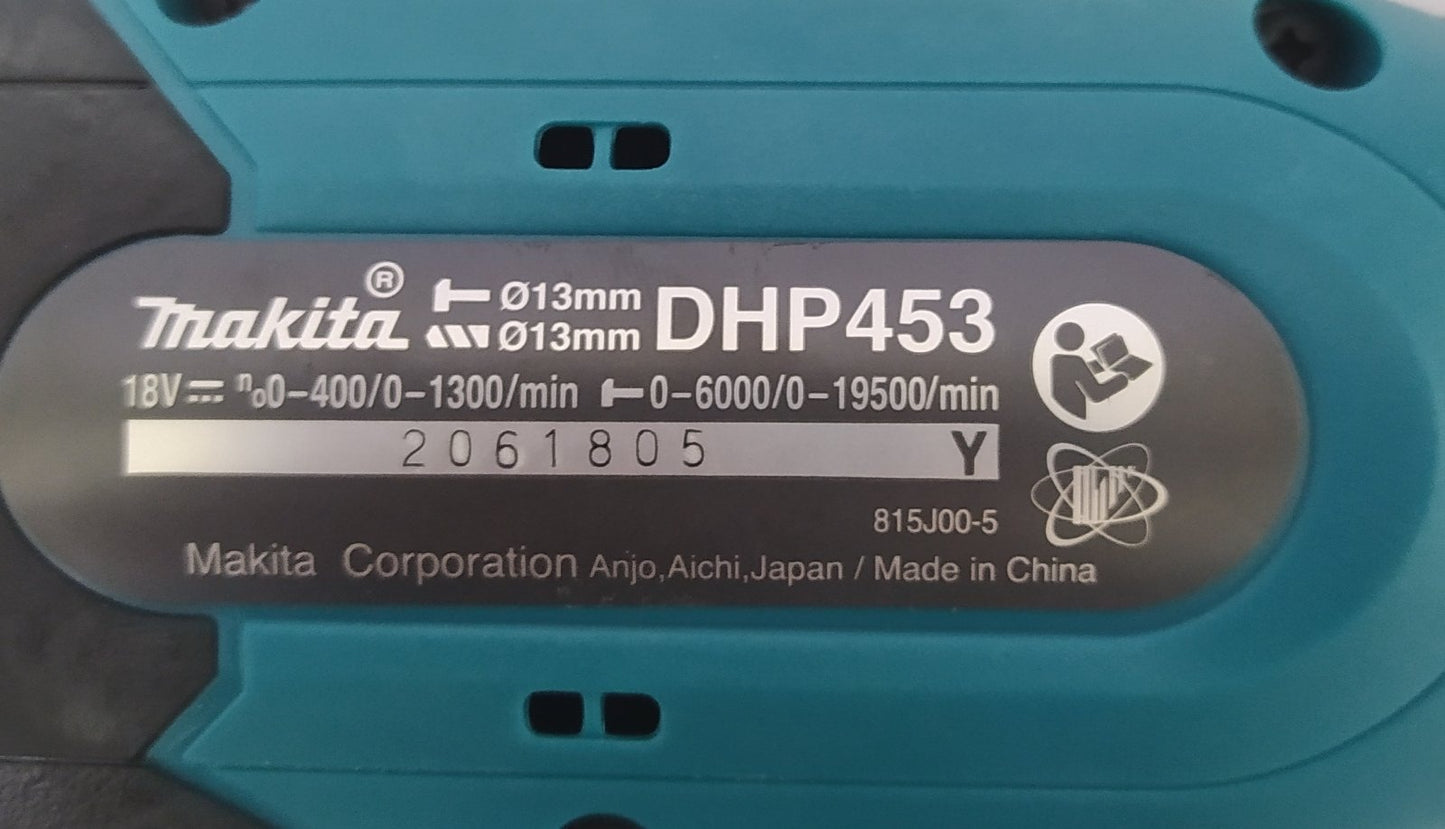 makita® Ø13mm DHP453
Ø13mm
18V n₀0-400/0-1300/min 0-6000/0-19500/min
2061805 Y
815J00-5
Makita Corporation Anjo,Aichi,Japan / Made in China